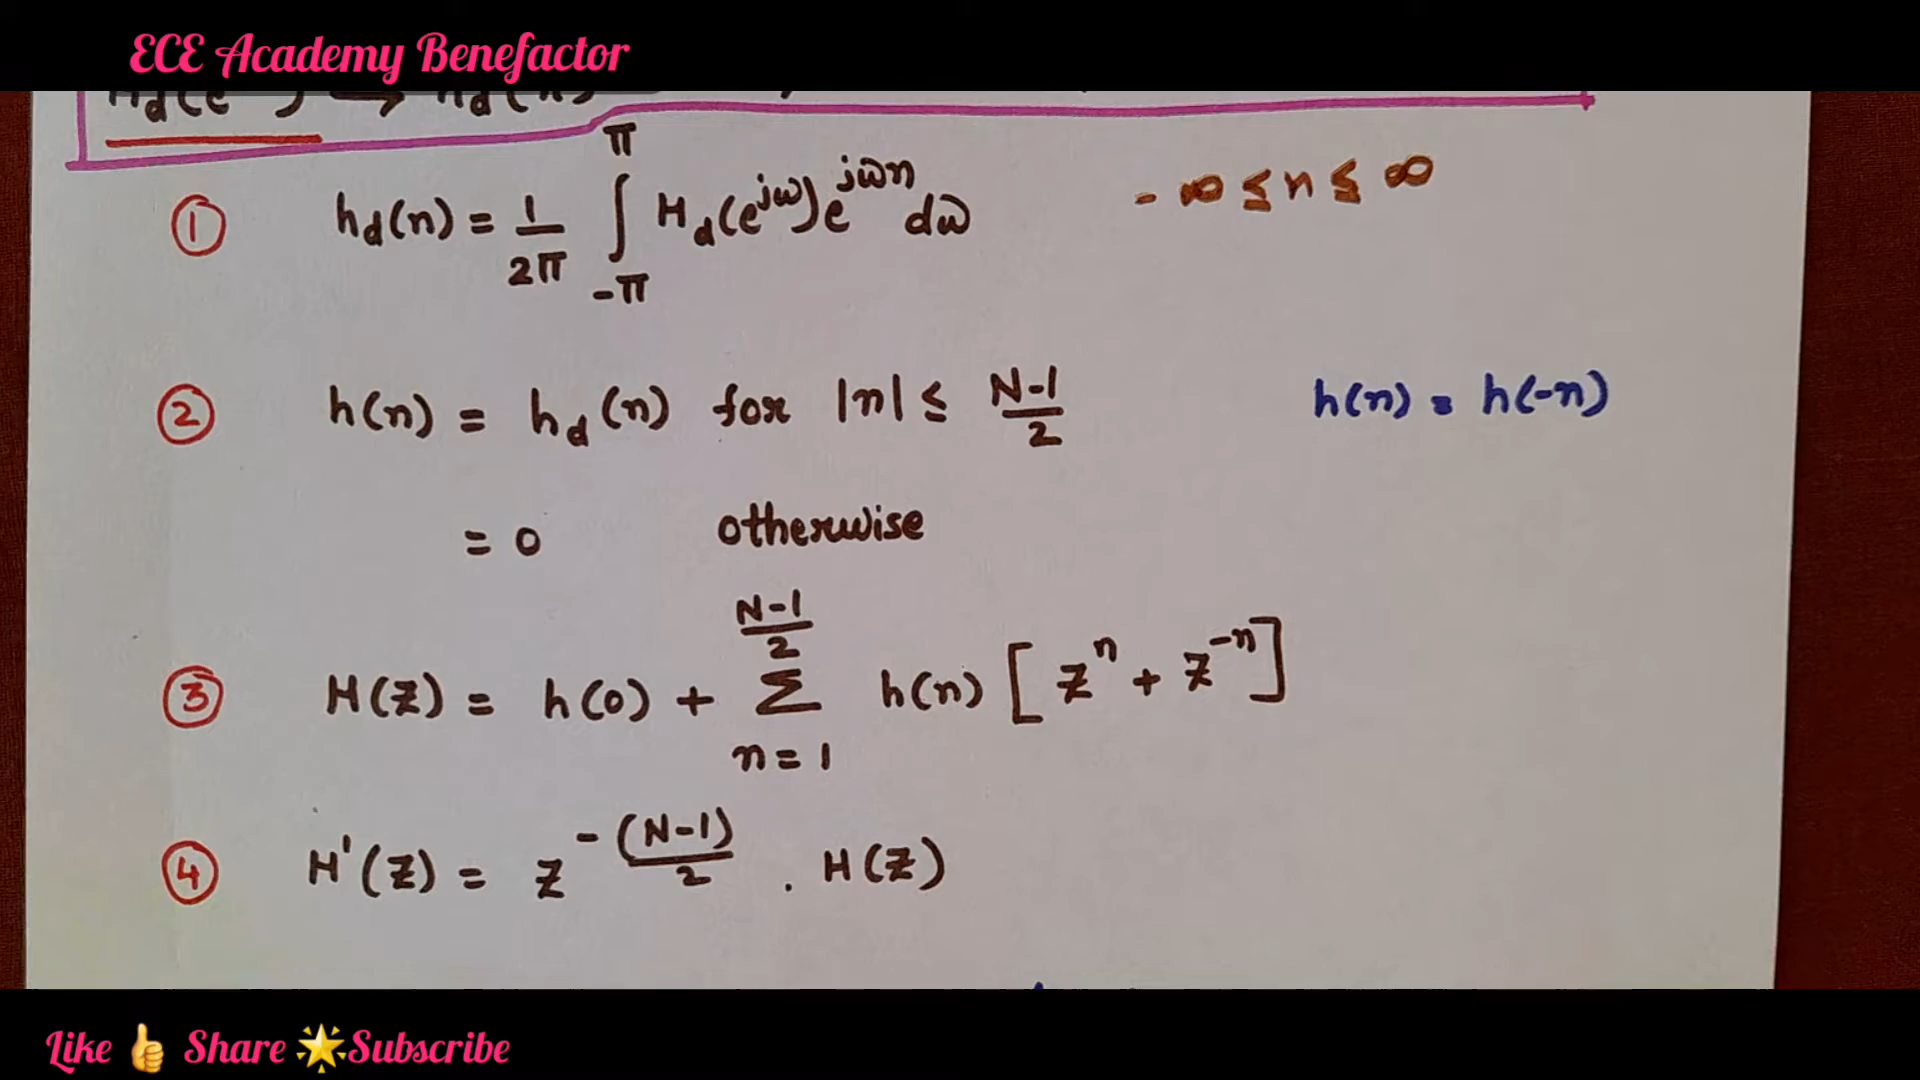 ECE Academy Benefactor
① h_d(n) = 1/2π ∫_{-π}^{π} H_d(e^{jω}) e^{jωn} dω    -∞ ≤ n ≤ ∞
② h(n) = h_d(n) for |n| ≤ (N-1)/2    h(n) = h(-n)
= 0 otherwise
③ H(Z) = h(0) + Σ_{n=1}^{(N-1)/2} h(n) [z^n + z^{-n}]
④ H'(Z) = z^{-(N-1)/2} . H(Z)
Like 👍 Share 🌟Subscribe